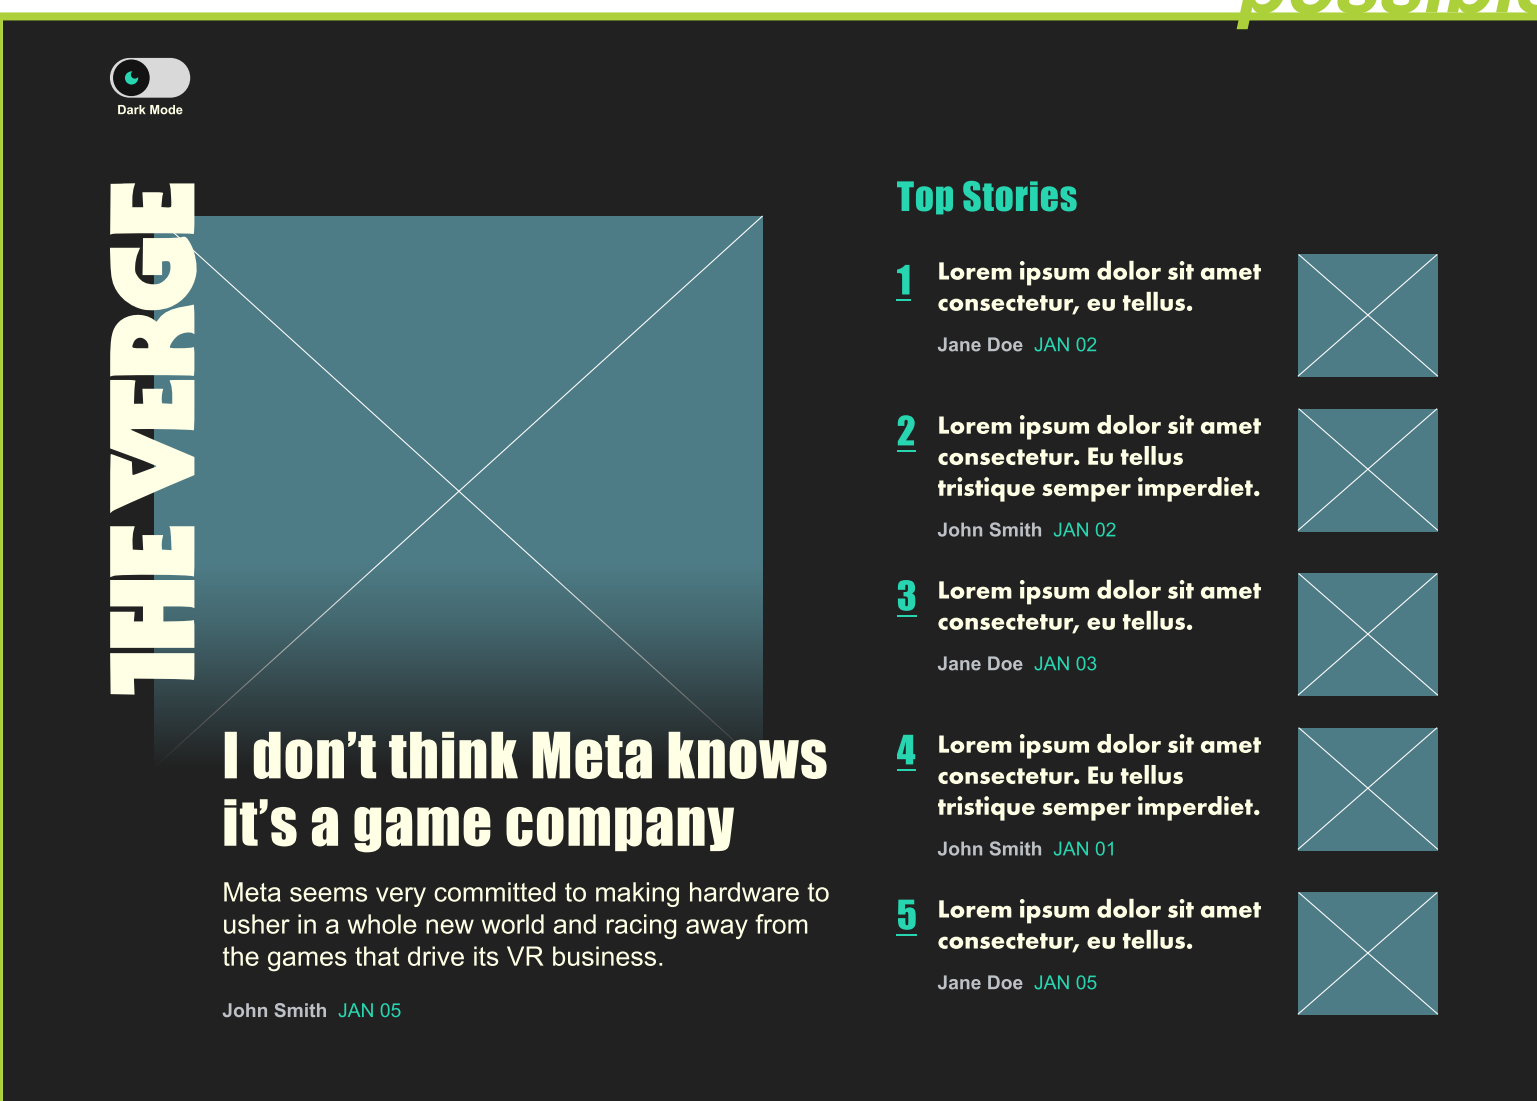 Dark Mode
THE VERGE
I don’t think Meta knows
it’s a game company
Meta seems very committed to making hardware to
usher in a whole new world and racing away from
the games that drive its VR business.
John Smith JAN 05
Top Stories
1
Lorem ipsum dolor sit amet
consectetur, eu tellus.
Jane Doe JAN 02
2
Lorem ipsum dolor sit amet
consectetur. Eu tellus
tristique semper imperdiet.
John Smith JAN 02
3
Lorem ipsum dolor sit amet
consectetur, eu tellus.
Jane Doe JAN 03
4
Lorem ipsum dolor sit amet
consectetur. Eu tellus
tristique semper imperdiet.
John Smith JAN 01
5
Lorem ipsum dolor sit amet
consectetur, eu tellus.
Jane Doe JAN 05